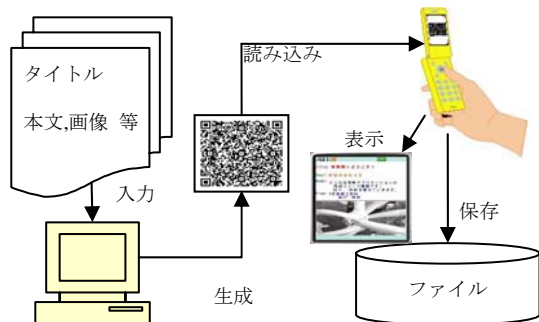 タイトル
本文,画像 等
読み込み
表示
入力
保存
生成
ファイル